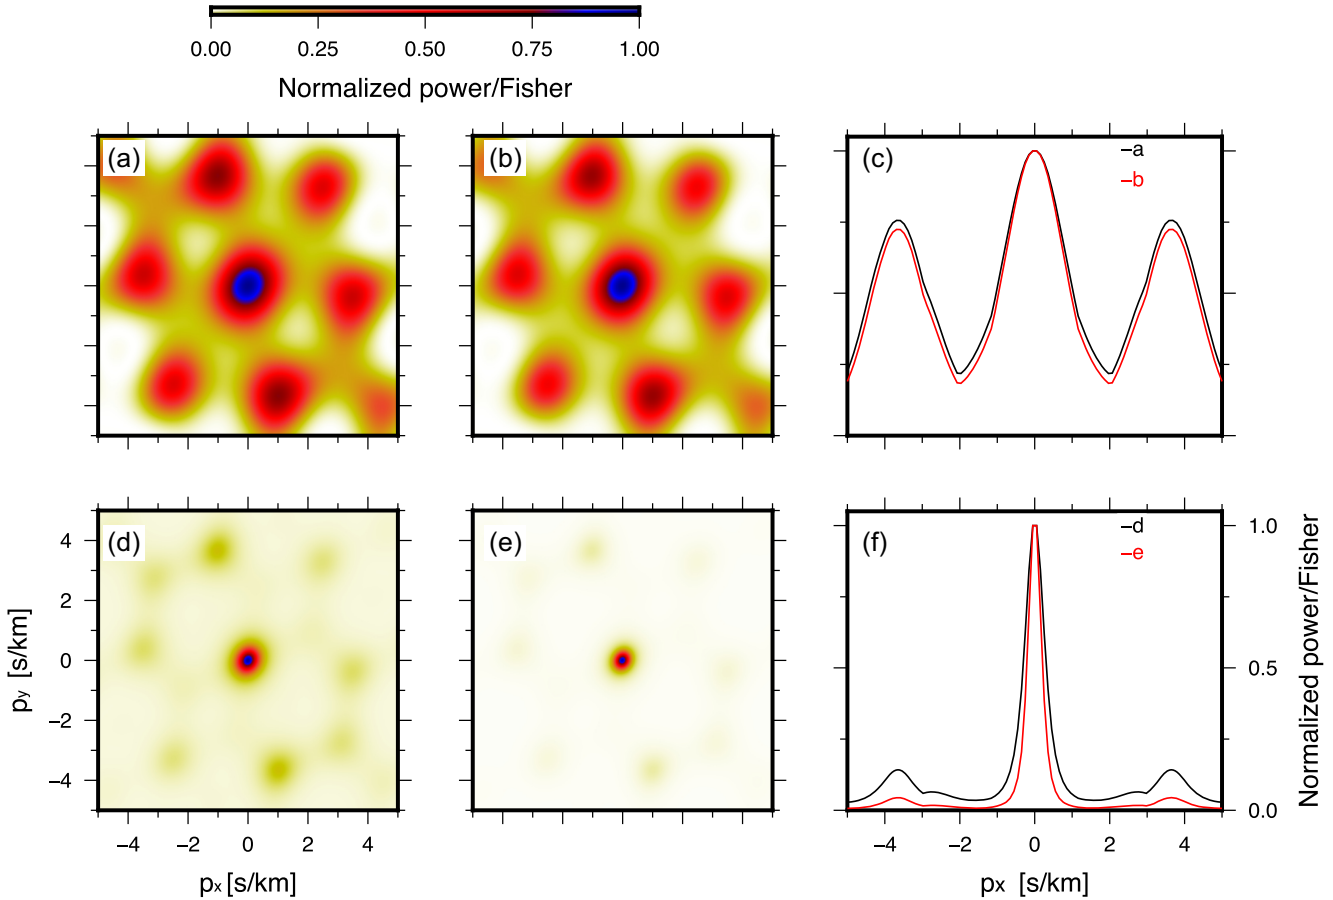 0.00 0.25 0.50 0.75 1.00
Normalized power/Fisher
(a) (b) (c) –a
–b
(d) (e) (f) –d
–e
4
2
0
−2
−4
py [s/km]
1.0
0.5
0.0
Normalized power/Fisher
−4 −2 0 2 4
px [s/km]
−4 −2 0 2 4
px [s/km]